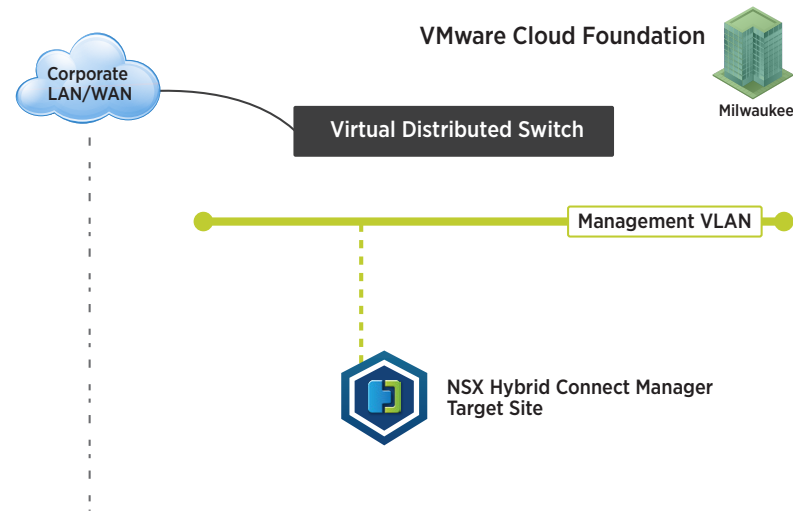 VMware Cloud Foundation
Corporate
LAN/WAN
Milwaukee
Virtual Distributed Switch
Management VLAN
NSX Hybrid Connect Manager
Target Site